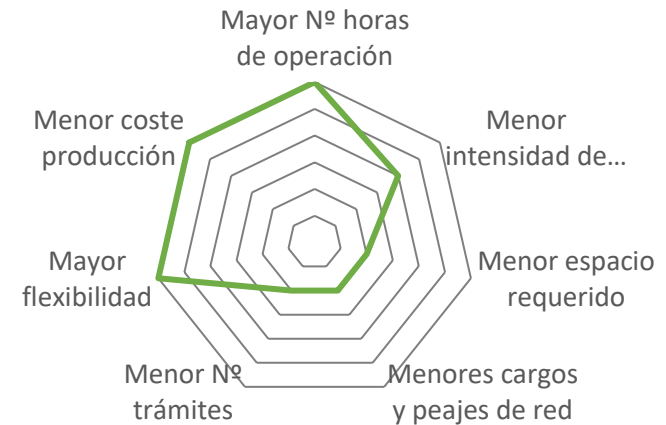 Mayor Nº horas
de operación
Menor
intensidad de...
Menor espacio
requerido
Menores cargos
y peajes de red
Menor Nº
trámites
Mayor
flexibilidad
Menor coste
producción